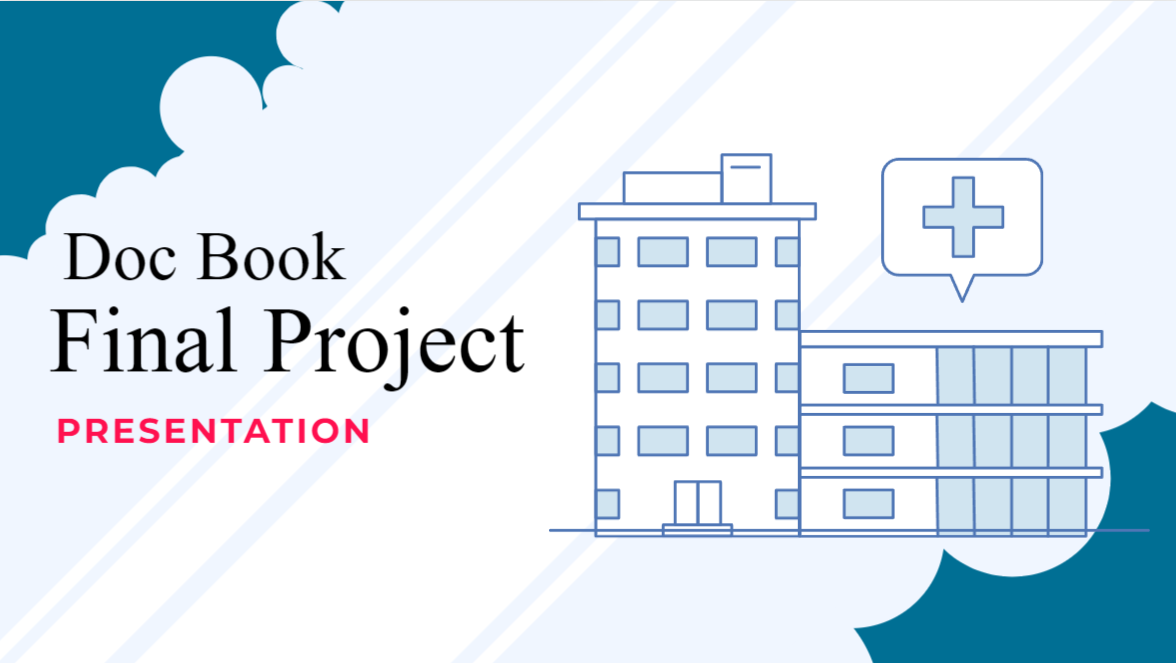 Doc Book
Final Project
PRESENTATION